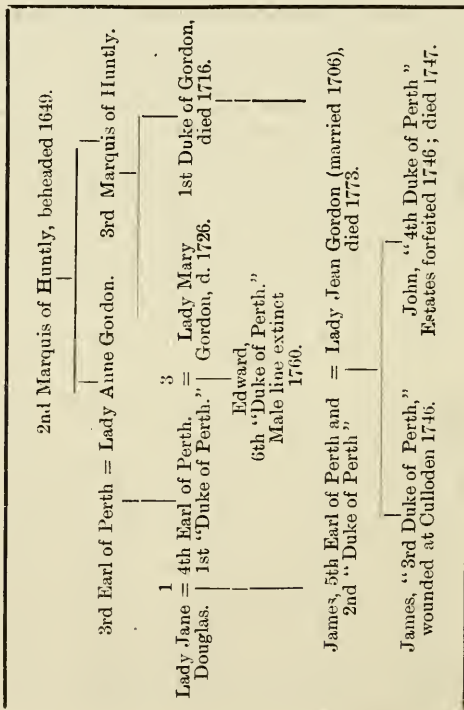 2nd Marquis of Huntly, beheaded 1649.
3rd Earl of Perth = Lady Anne Gordon. 3rd Marquis of Huntly.
1 3
Lady Jane = 4th Earl of Perth. = Lady Mary 1st Duke of Gordon,
Douglas. 1st “Duke of Perth.” Gordon, d. 1726. died 1716.
Edward,
6th “Duke of Perth.”
Male line extinct
1760.
James, 5th Earl of Perth and = Lady Jean Gordon (married 1706),
2nd “Duke of Perth” died 1773.
James, “3rd Duke of Perth,” John, “4th Duke of Perth”
wounded at Culloden 1746. Estates forfeited 1746; died 1747.